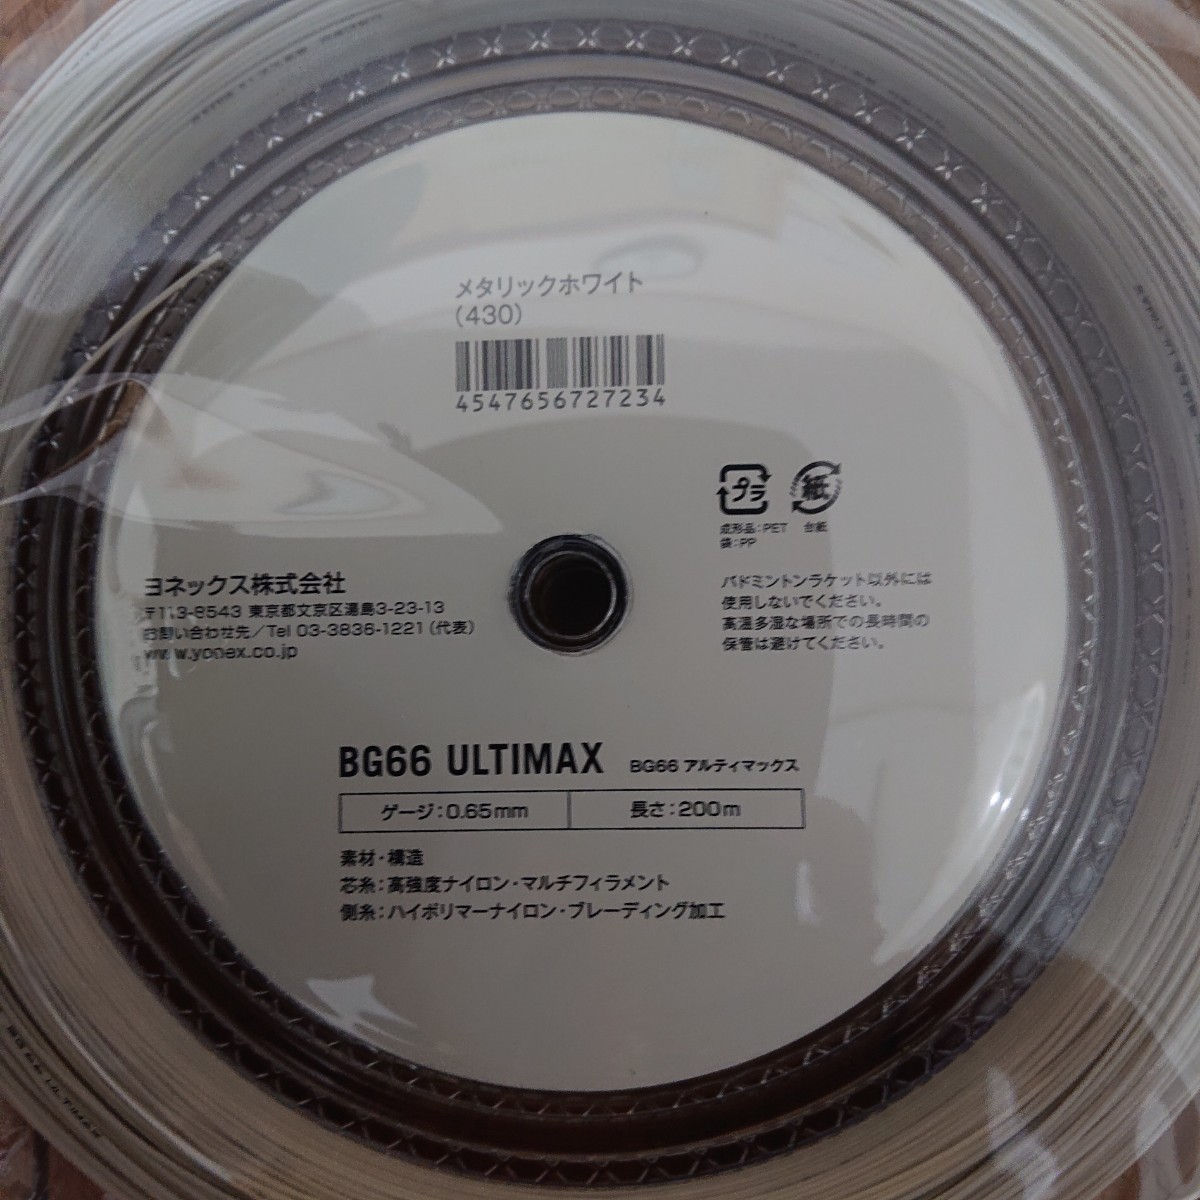 メタリックホワイト
(430)
4547656727234
プラ
紙
成形品:PET 台紙
袋:PP
ヨネックス株式会社
〒113-8543 東京都文京区湯島3-23-13
お問い合わせ先/Tel 03-3836-1221(代表)
www.yonex.co.jp
バドミントンラケット以外には
使用しないでください。
高温多湿な場所での長時間の
保管は避けてください。
BG66 ULTIMAX BG66 アルティマックス
ゲージ:0.65mm 長さ:200m
素材・構造
芯糸:高強度ナイロン・マルチフィラメント
側糸:ハイポリマーナイロン・ブレーディング加工
BG 66 ULTIMAX